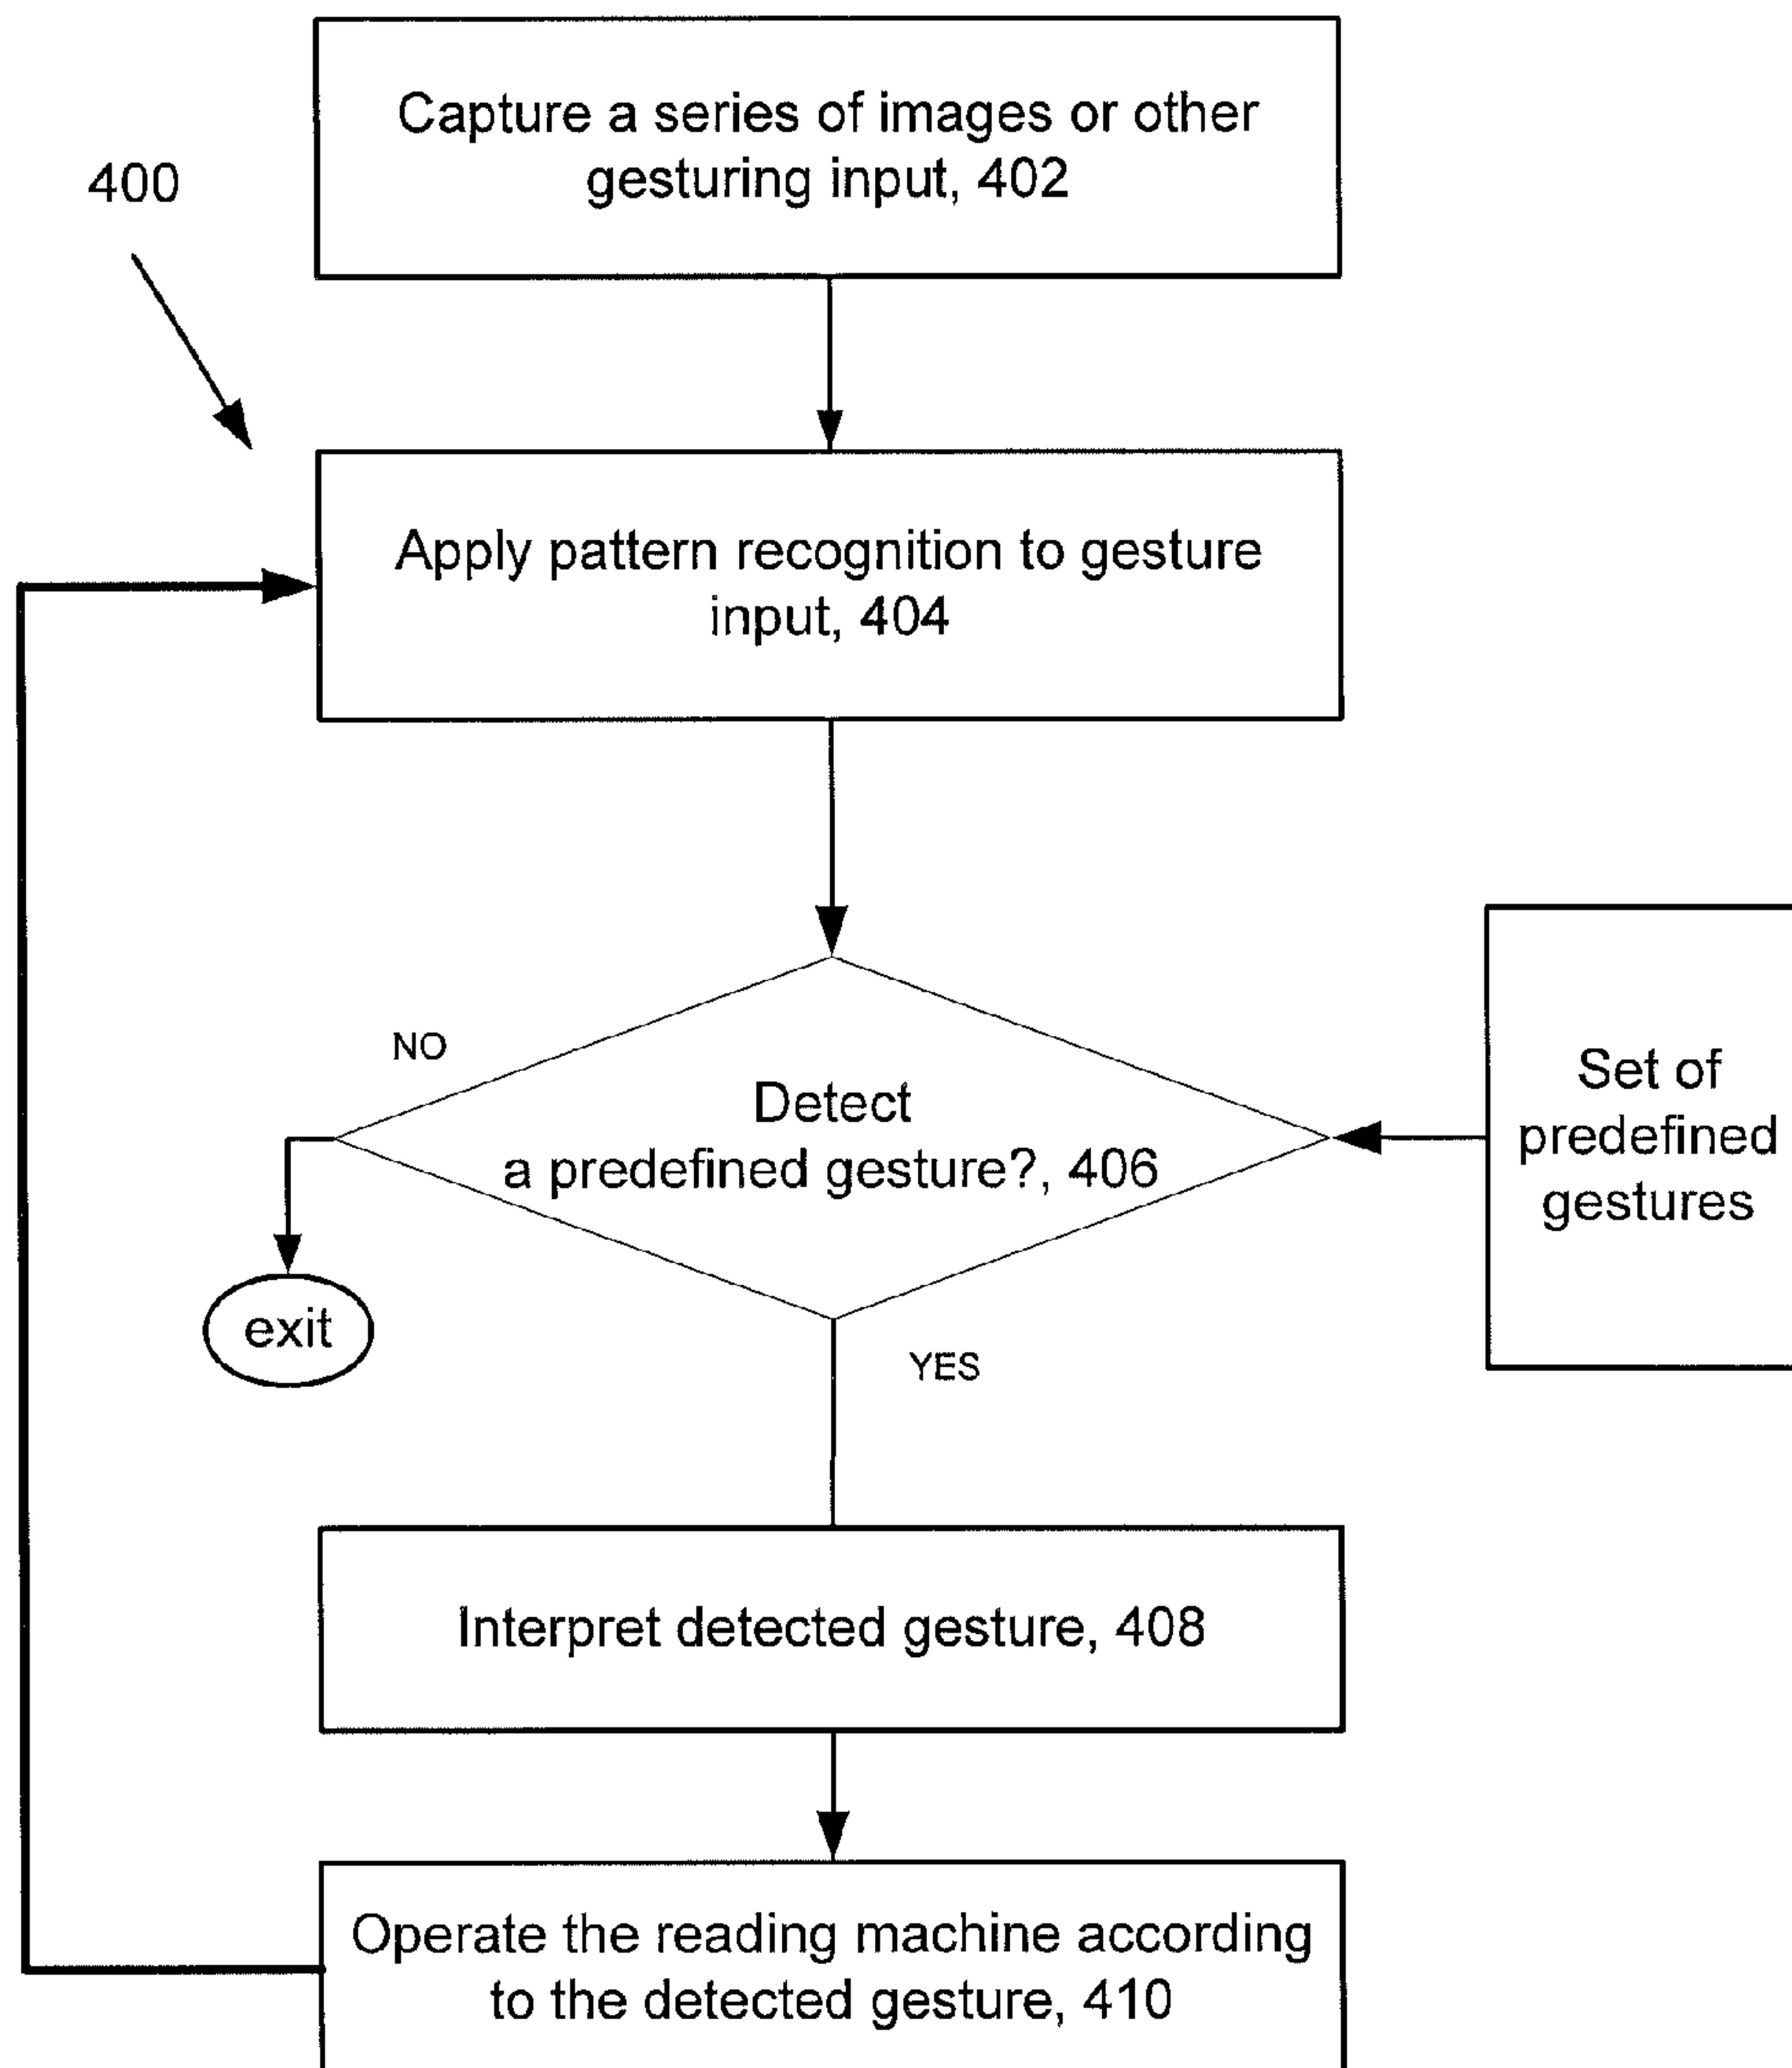 Capture a series of images or other
gesturing input, 402
400
Apply pattern recognition to gesture
input, 404
NO
Detect
a predefined gesture?, 406
Set of
predefined
gestures
exit
YES
Interpret detected gesture, 408
Operate the reading machine according
to the detected gesture, 410